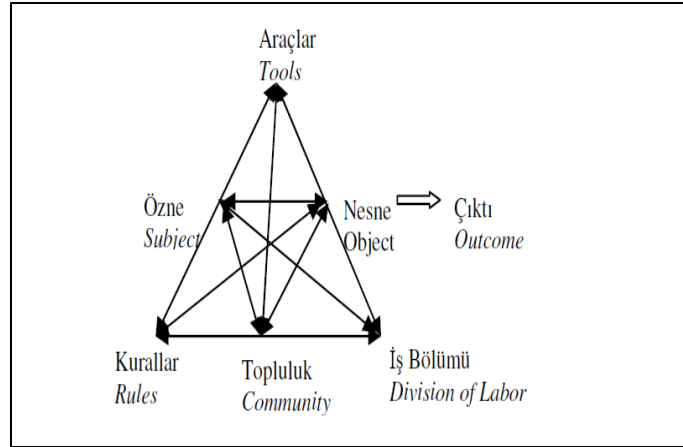 Araçlar
Tools
Özne
Subject
Nesne
Object
Çıktı
Outcome
Kurallar
Rules
Topluluk
Community
İş Bölümü
Division of Labor